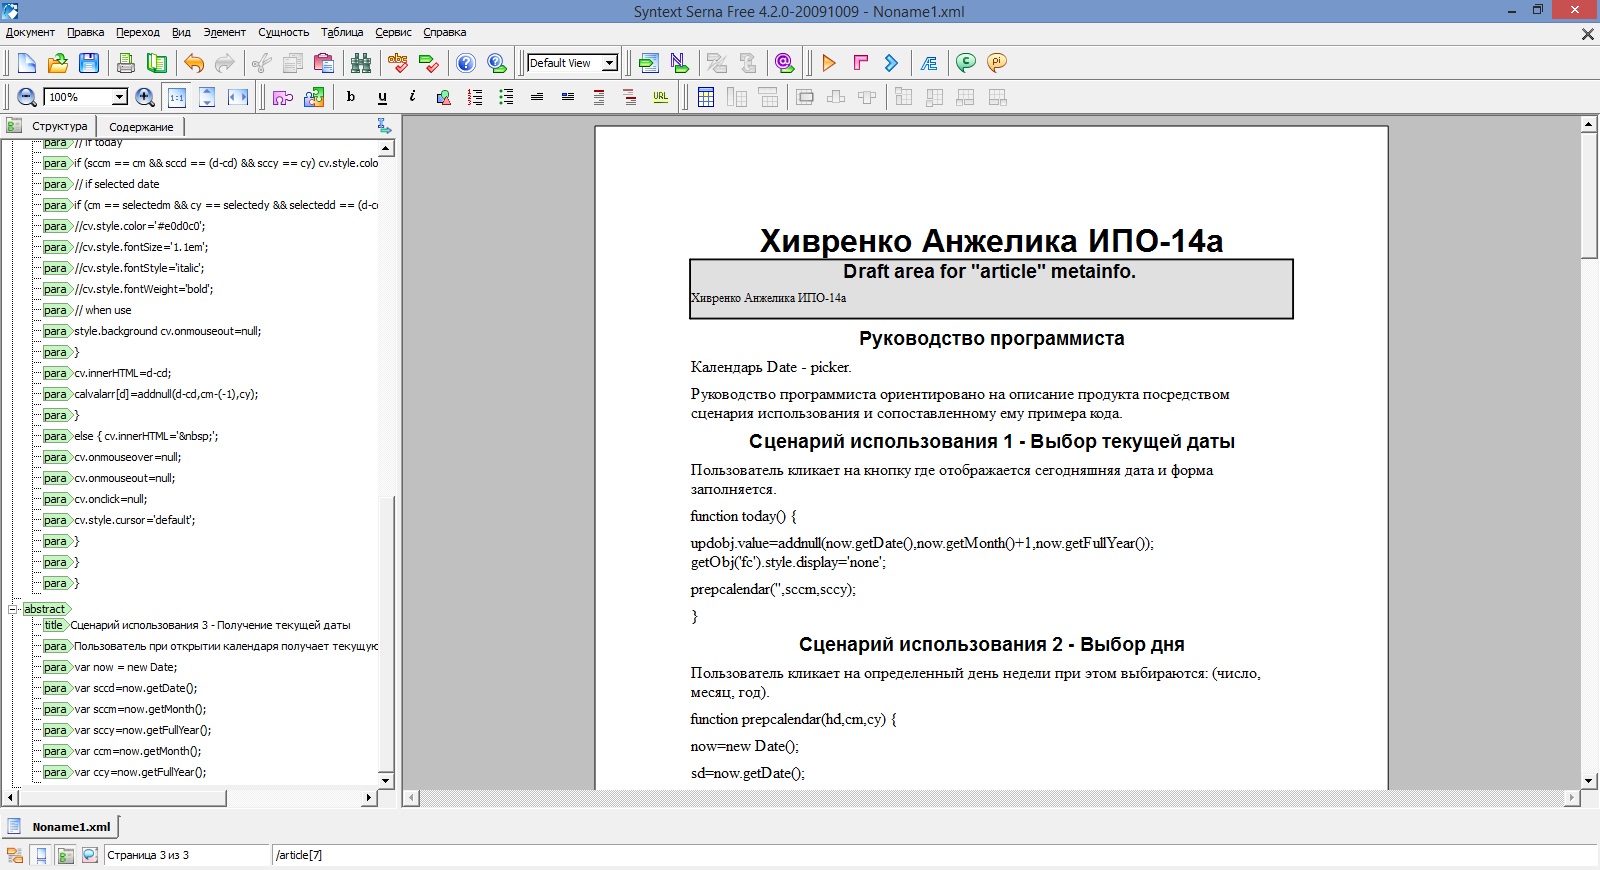 Syntext Serna Free 4.2.0-20091009 - Noname1.xml
Документ Правка Переход Вид Элемент Сущность Таблица Сервис Справка
abc Default View N @ Æ C pi
100% 1:1 b u i URL
Структура Содержание
para // if today
para if (sccm == cm && sccd == (d-cd) && sccy == cy) cv.style.colo
para // if selected date
para if (cm == selectedm && cy == selectedy && selectedd == (d-c
para //cv.style.color='#e0d0c0';
para //cv.style.fontSize='1.1em';
para //cv.style.fontStyle='italic';
para //cv.style.fontWeight='bold';
para // when use
para style.background cv.onmouseout=null;
para }
para cv.innerHTML=d-cd;
para calvalarr[d]=addnull(d-cd,cm-(-1),cy);
para }
para else { cv.innerHTML='&nbsp;';
para cv.onmouseover=null;
para cv.onmouseout=null;
para cv.onclick=null;
para cv.style.cursor='default';
para }
para }
para }
abstract
title Сценарий использования 3 - Получение текущей даты
para Пользователь при открытии календаря получает текущую
para var now = new Date;
para var sccd=now.getDate();
para var sccm=now.getMonth();
para var sccy=now.getFullYear();
para var ccm=now.getMonth();
para var ccy=now.getFullYear();
Хивренко Анжелика ИПО-14а
Draft area for "article" metainfo.
Хивренко Анжелика ИПО-14а
Руководство программиста
Календарь Date - picker.
Руководство программиста ориентировано на описание продукта посредством
сценария использования и сопоставленному ему примера кода.
Сценарий использования 1 - Выбор текущей даты
Пользователь кликает на кнопку где отображается сегодняшняя дата и форма
заполняется.
function today() {
updobj.value=addnull(now.getDate(),now.getMonth()+1,now.getFullYear());
getObj('fc').style.display='none';
prepcalendar('',sccm,sccy);
}
Сценарий использования 2 - Выбор дня
Пользователь кликает на определенный день недели при этом выбираются: (число,
месяц, год).
function prepcalendar(hd,cm,cy) {
now=new Date();
sd=now.getDate();
Noname1.xml
Страница 3 из 3 /article[7]